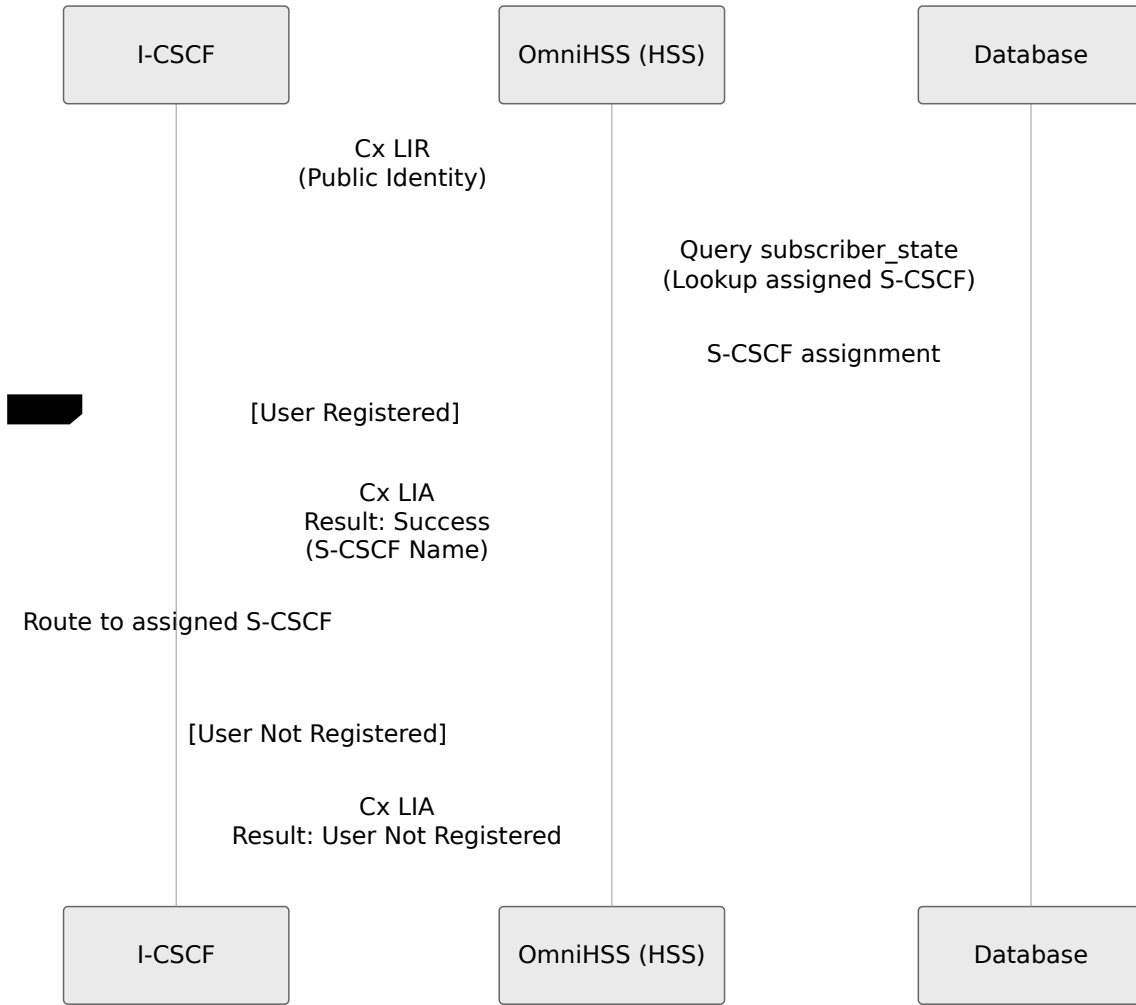 I-CSCF
OmniHSS (HSS)
Database
Cx LIR
(Public Identity)
Query subscriber_state
(Lookup assigned S-CSCF)
S-CSCF assignment
[User Registered]
Cx LIA
Result: Success
(S-CSCF Name)
Route to assigned S-CSCF
[User Not Registered]
Cx LIA
Result: User Not Registered
I-CSCF
OmniHSS (HSS)
Database